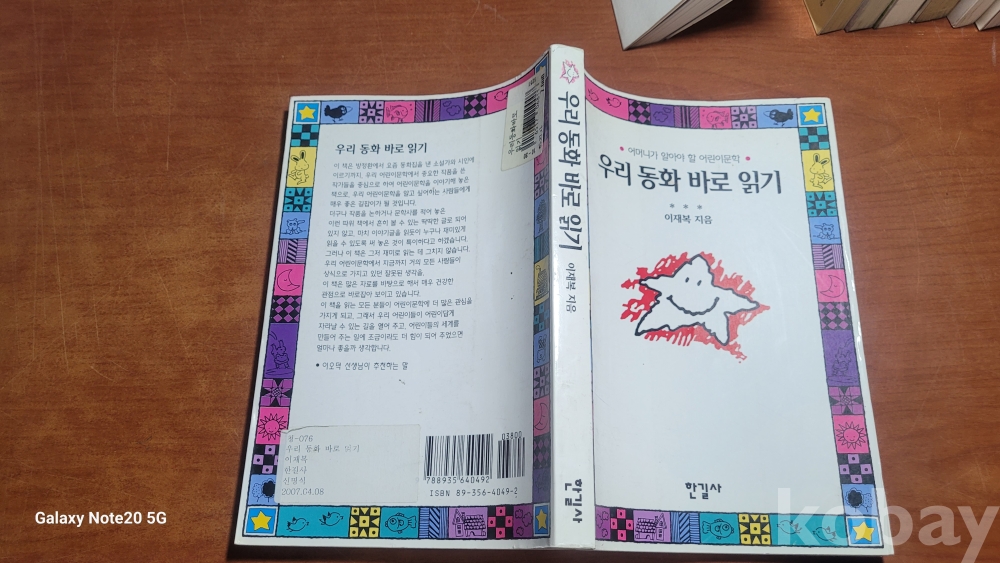 우리 동화 바로 읽기
이 책은 방정환에서 요즘 동화집을 낸 소설가와 시인에
이르기까지, 우리 어린이문학에서 중요한 작품을 쓴
작가들을 중심으로 하여 어린이문학을 이야기해 놓은
책으로, 우리 어린이문학을 알고 싶어하는 사람들에게
매우 좋은 길잡이가 될 것입니다.
더구나 작품을 논하거나 문학사를 적어 놓은
이런 따위 책에서 흔히 볼 수 있는 딱딱한 글로 되어
있지 않고, 마치 이야기글을 읽듯이 누구나 재미있게
읽을 수 있도록 써 놓은 것이 특이하다고 하겠습니다.
그러나 이 책은 그저 재미로 읽는 데 그치지 않습니다.
우리 어린이문학에서 지금까지 거의 모든 사람들이
상식으로 가지고 있던 잘못된 생각을,
이 책은 많은 자료를 바탕으로 해서 매우 건강한
관점으로 바로잡아 보이고 있습니다.
이 책을 읽는 모든 분들이 어린이문학에 더 많은 관심을
가지게 되고, 그래서 우리 어린이들이 어린이답게
자라날 수 있는 길을 열어 주고, 어린이들의 세계를
만들어 주는 일에 조금이라도 더 힘이 되어 주었으면
얼마나 좋을까 생각합니다.
• 이오덕 선생님이 추천하는 말
-076
우리 동화 바로 읽기
이재복
한길사
신명식
2007.04.08
03800
788935 640492
ISBN 89-356-4049-2
우리 동화 바로 읽기
이재복 지음
한길사
• 어머니가 알아야 할 어린이문학 •
우리 동화 바로 읽기
이재복 지음
한길사
Galaxy Note20 5G
kobay